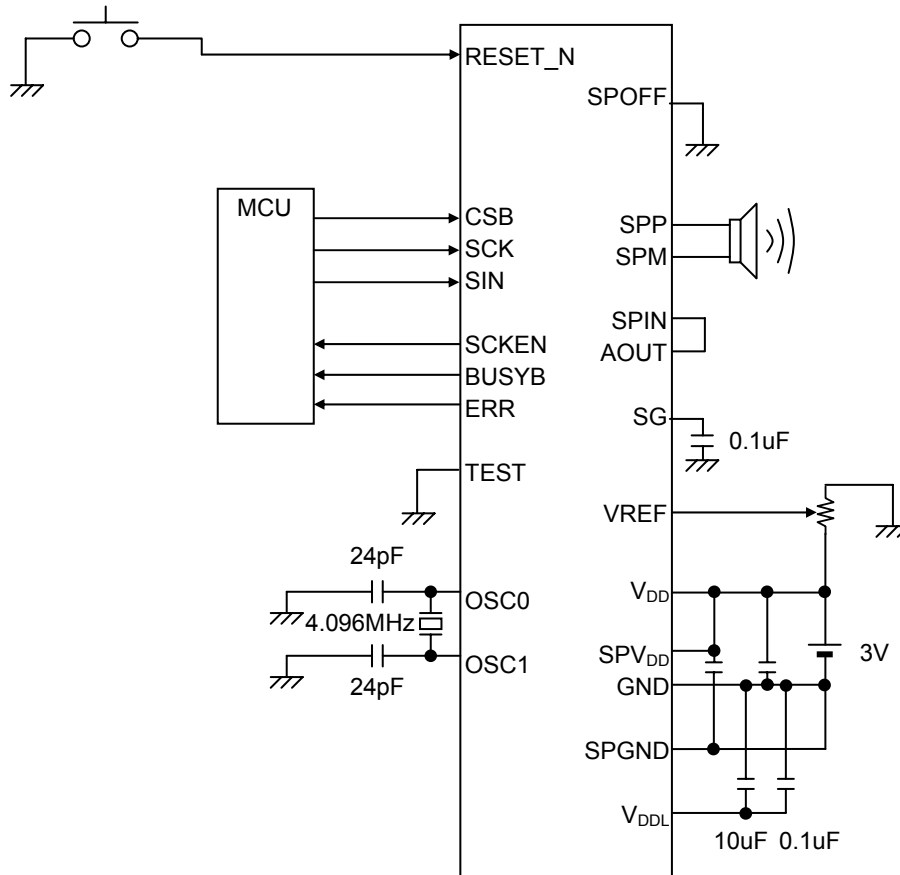 RESET_N
SPOFF
MCU
CSB
SCK
SIN
SCKEN
BUSYB
ERR
TEST
SPP
SPM
SPIN
AOUT
SG
0.1uF
VREF
24pF
OSC0
4.096MHz
OSC1
24pF
VDD
SPVDD
3V
GND
SPGND
VDDL
10uF 0.1uF